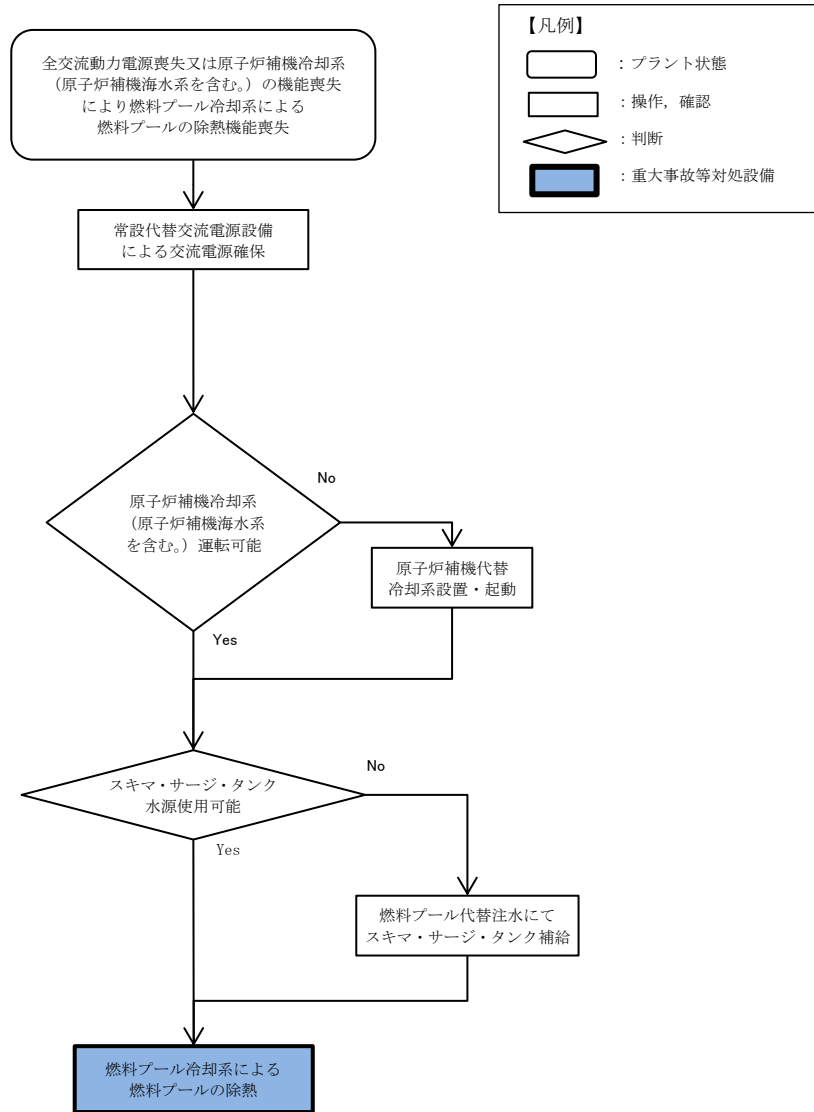 全交流動力電源喪失又は原子炉補機冷却系
（原子炉補機海水系を含む。）の機能喪失
により燃料プール冷却系による
燃料プールの除熱機能喪失
常設代替交流電源設備
による交流電源確保
原子炉補機冷却系
（原子炉補機海水系
を含む。）運転可能
No
原子炉補機代替
冷却系設置・起動
Yes
スキマ・サージ・タンク
水源使用可能
No
Yes
燃料プール代替注水にて
スキマ・サージ・タンク補給
燃料プール冷却系による
燃料プールの除熱
【凡例】
：プラント状態
：操作，確認
：判断
：重大事故等対処設備